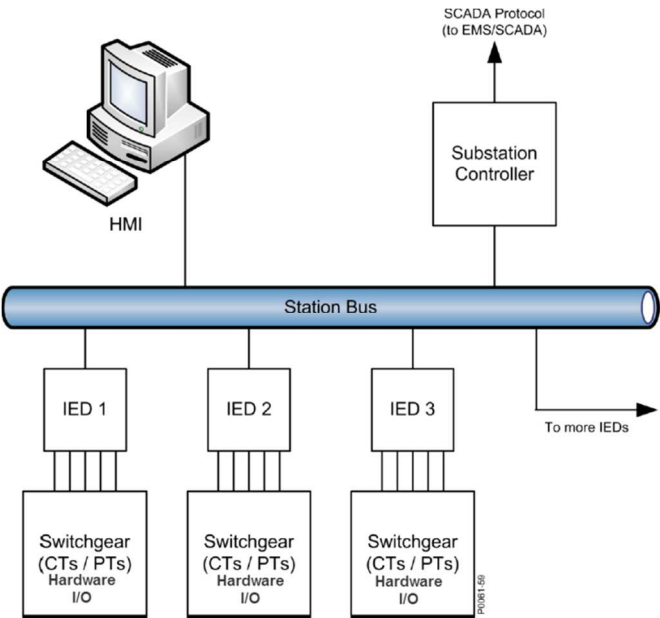 SCADA Protocol
(to EMS/SCADA)
Substation
Controller
HMI
Station Bus
IED 1
IED 2
IED 3
To more IEDs
Switchgear
(CTs / PTs)
Hardware
I/O
Switchgear
(CTs / PTs)
Hardware
I/O
Switchgear
(CTs / PTs)
Hardware
I/O
P0061-59